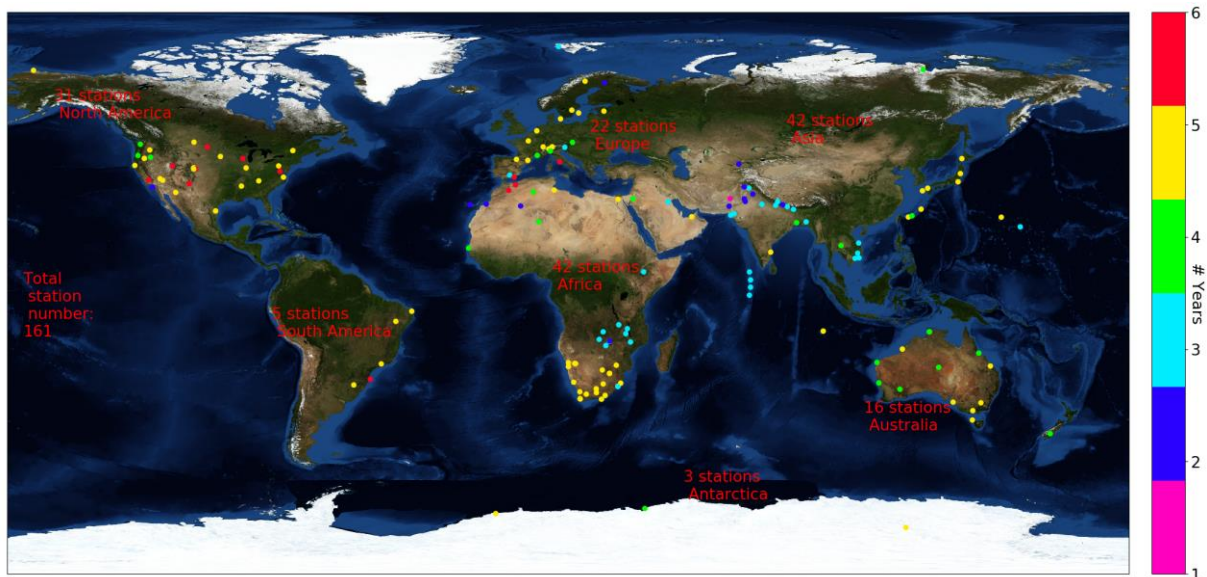 31 stations
North America
22 stations
Europe
42 stations
Asia
42 stations
Africa
Total
station
number:
161
5 stations
South America
16 stations
Australia
3 stations
Antarctica
6
5
4
3
2
1
# Years